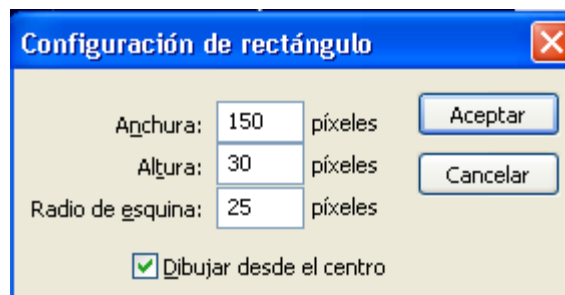 Configuración de rectángulo
Anchura: 150 píxeles Aceptar
Altura: 30 píxeles Cancelar
Radio de esquina: 25 píxeles
Dibujar desde el centro